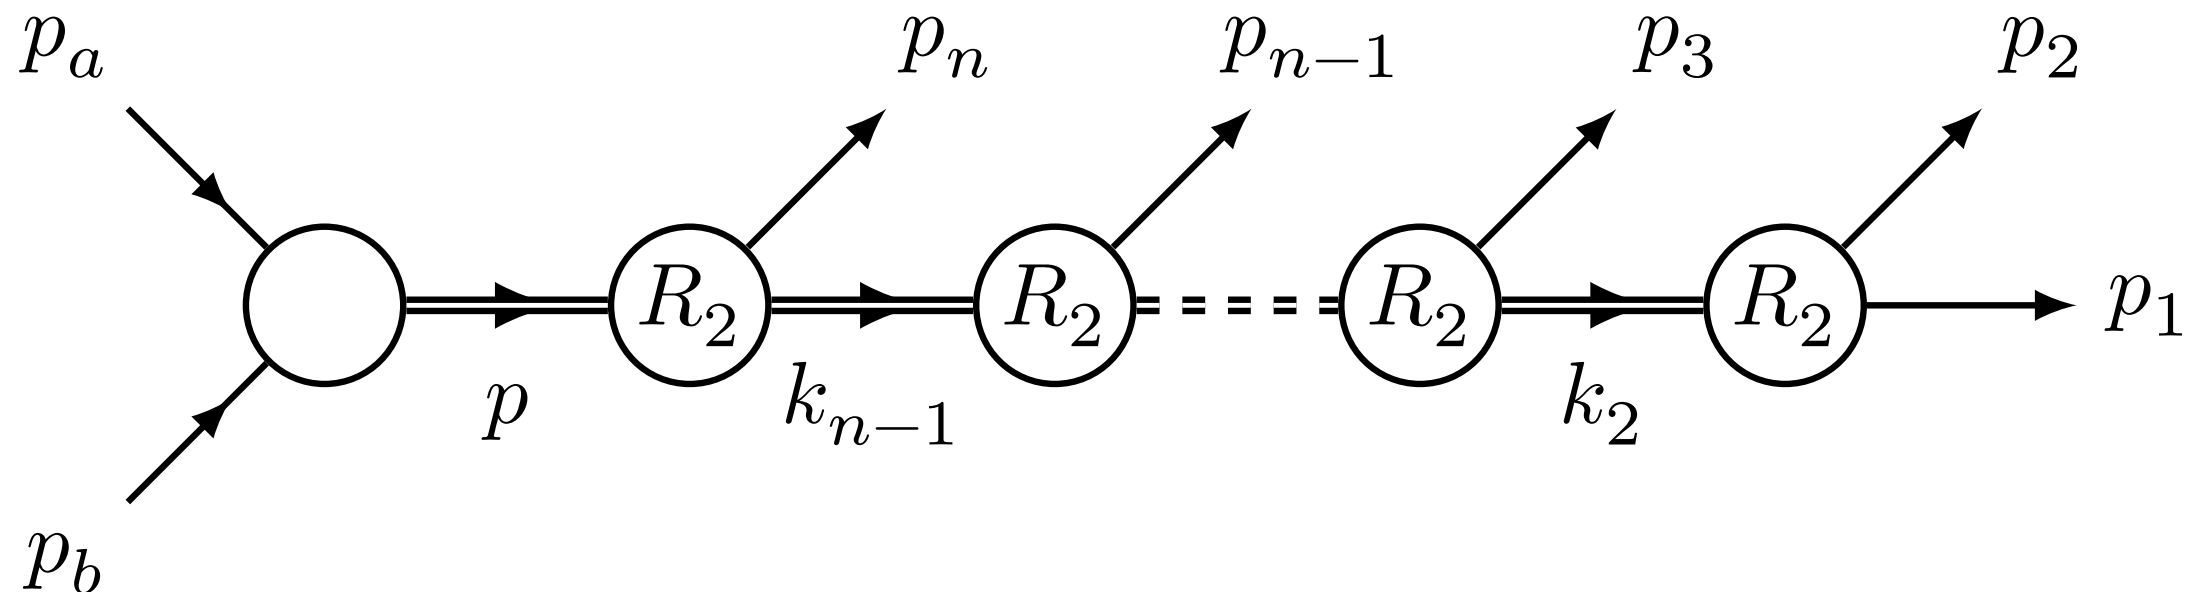 p_a p_n p_{n-1} p_3 p_2
R_2 R_2 R_2 R_2 p_1
p k_{n-1} k_2
p_b